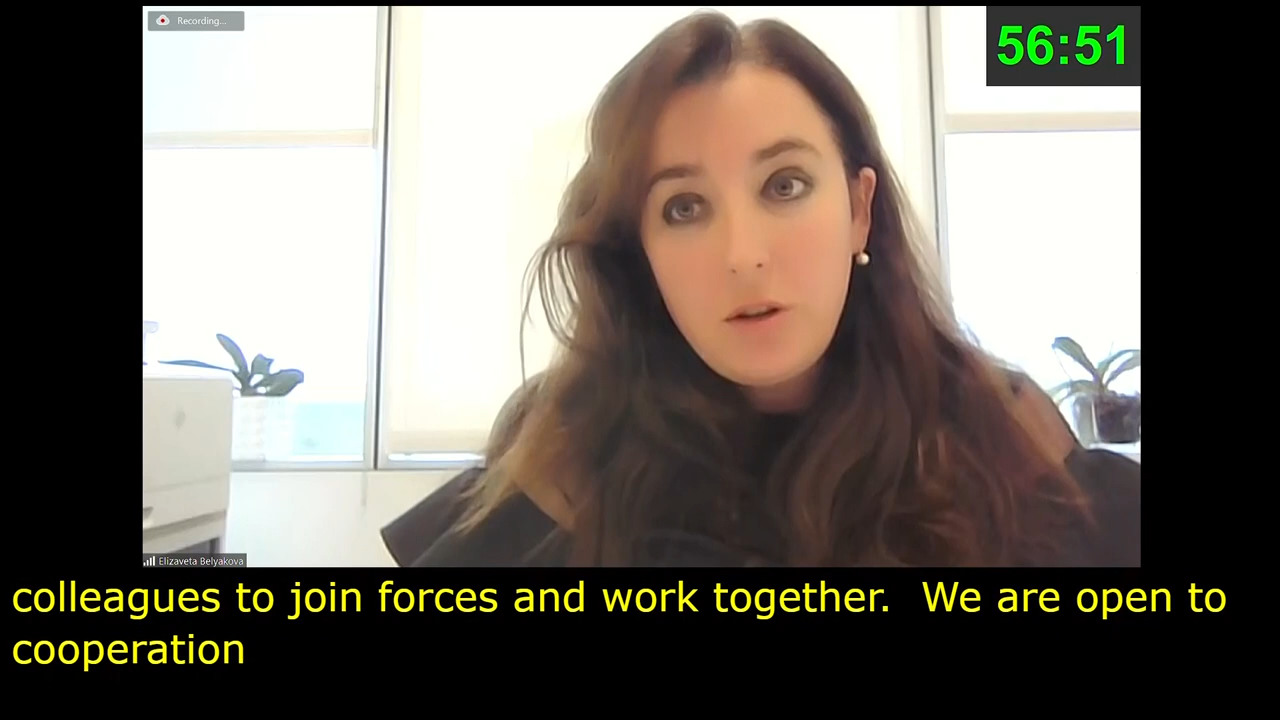 Recording...
56:51
Elizaveta Belyakova
colleagues to join forces and work together.  We are open to
cooperation